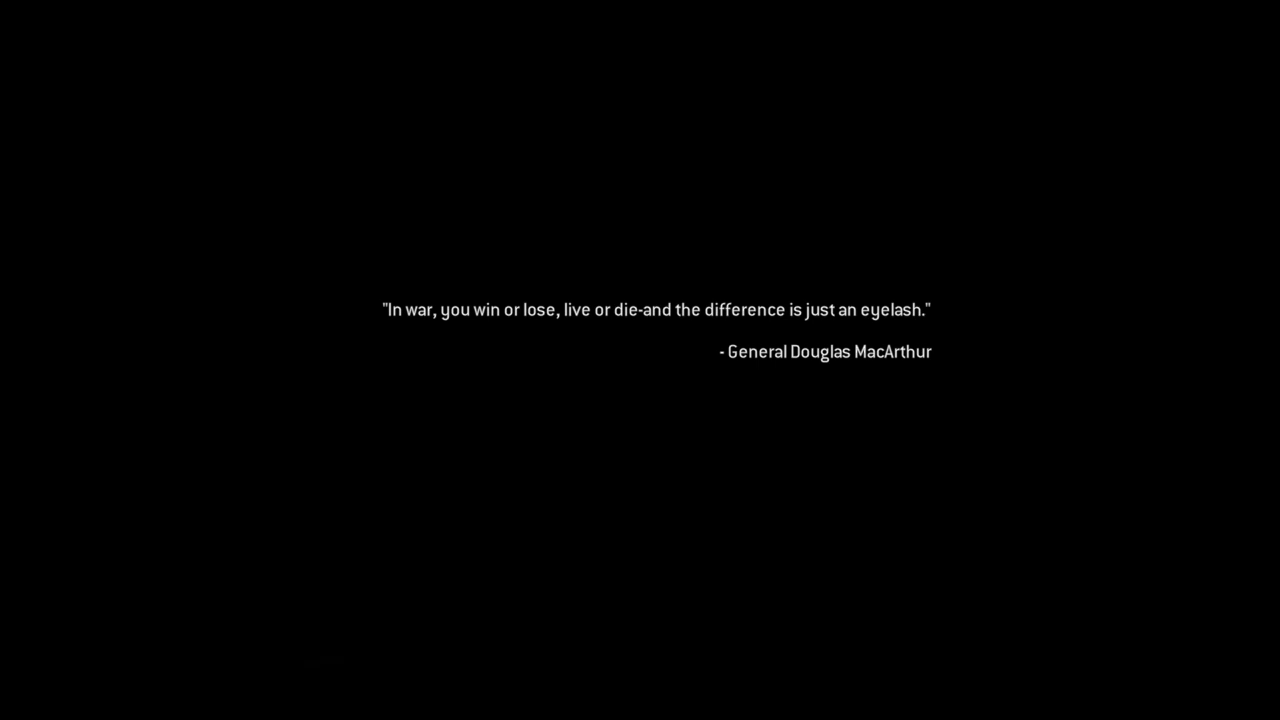 "In war, you win or lose, live or die-and the difference is just an eyelash."
- General Douglas MacArthur